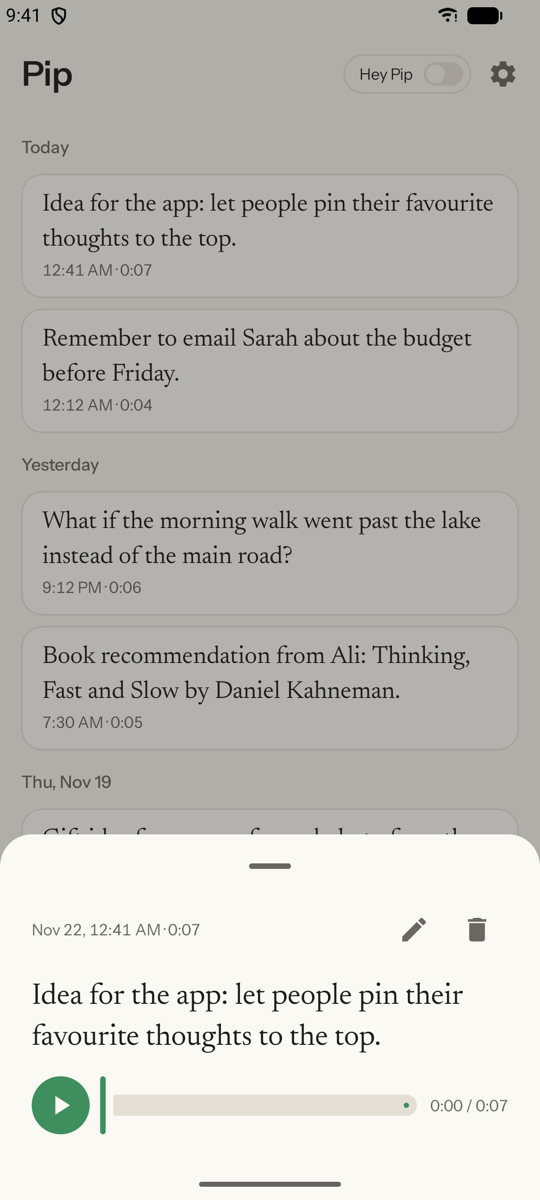 9:41
Pip
Hey Pip
Today
Idea for the app: let people pin their favourite
thoughts to the top.
12:41 AM·0:07
Remember to email Sarah about the budget
before Friday.
12:12 AM·0:04
Yesterday
What if the morning walk went past the lake
instead of the main road?
9:12 PM·0:06
Book recommendation from Ali: Thinking,
Fast and Slow by Daniel Kahneman.
7:30 AM·0:05
Thu, Nov 19
Nov 22, 12:41 AM·0:07
Idea for the app: let people pin their
favourite thoughts to the top.
0:00 / 0:07